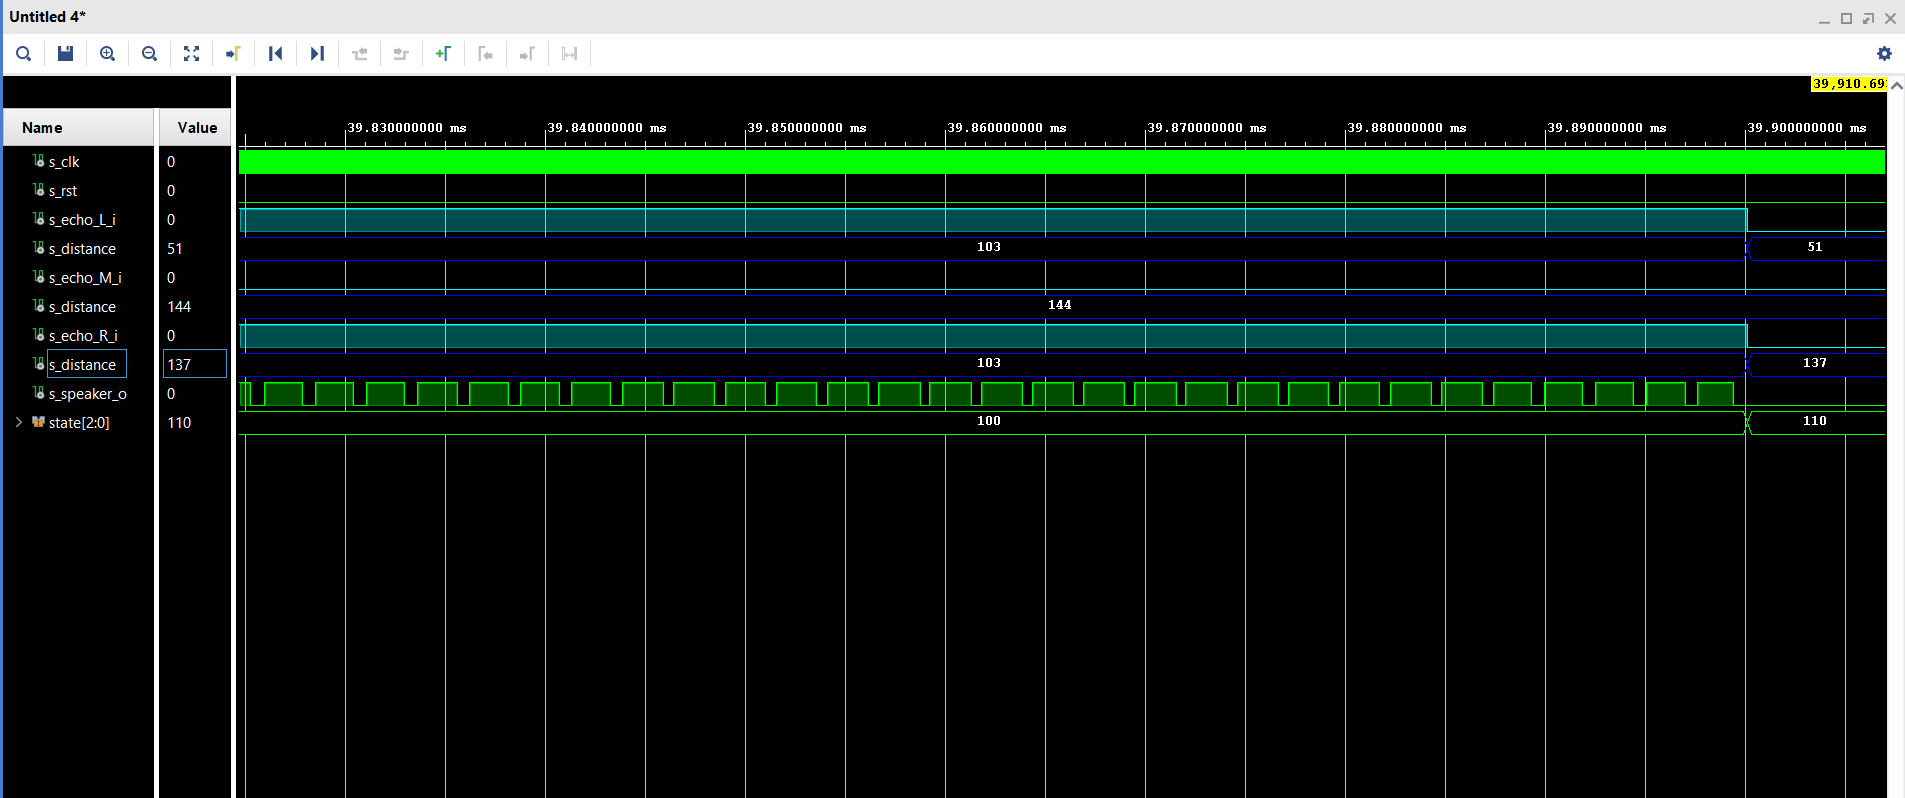 Untitled 4*
39,910.69
Name Value
39.830000000 ms 39.840000000 ms 39.850000000 ms 39.860000000 ms 39.870000000 ms 39.880000000 ms 39.890000000 ms 39.900000000 ms
s_clk 0
s_rst 0
s_echo_L_i 0
s_distance 51 103 51
s_echo_M_i 0
s_distance 144 144
s_echo_R_i 0
s_distance 137 103 137
s_speaker_o 0
state[2:0] 110 100 110